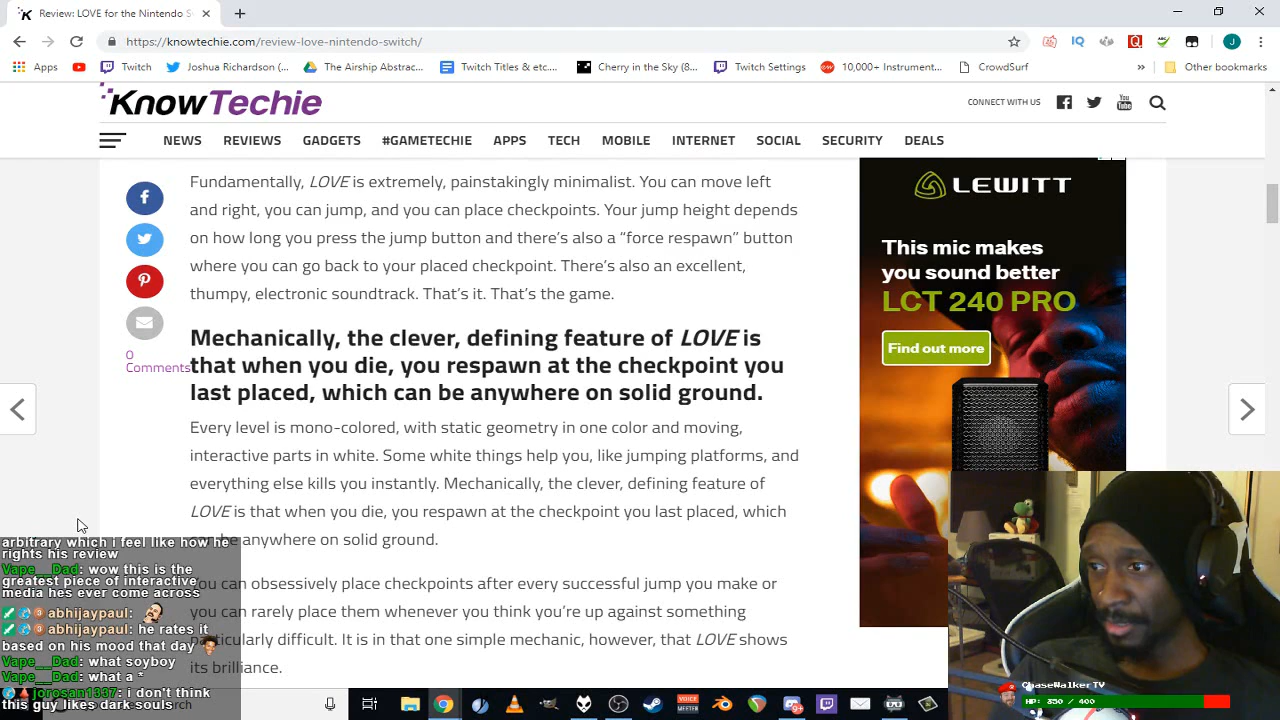 Review: LOVE for the Nintendo S
https://knowtechie.com/review-love-nintendo-switch/
Apps
Twitch
Joshua Richardson (...
The Airship Abstrac...
Twitch Titles & etc...
Cherry in the Sky (8...
Twitch Settings
10,000+ Instrument...
CrowdSurf
»
Other bookmarks
KnowTechie
CONNECT WITH US
NEWS REVIEWS GADGETS #GAMETECHIE APPS TECH MOBILE INTERNET SOCIAL SECURITY DEALS
Fundamentally, LOVE is extremely, painstakingly minimalist. You can move left
and right, you can jump, and you can place checkpoints. Your jump height depends
on how long you press the jump button and there’s also a “force respawn” button
where you can go back to your placed checkpoint. There’s also an excellent,
thumpy, electronic soundtrack. That’s it. That’s the game.
0
Comments
Mechanically, the clever, defining feature of LOVE is
that when you die, you respawn at the checkpoint you
last placed, which can be anywhere on solid ground.
Every level is mono-colored, with static geometry in one color and moving,
interactive parts in white. Some white things help you, like jumping platforms, and
everything else kills you instantly. Mechanically, the clever, defining feature of
LOVE is that when you die, you respawn at the checkpoint you last placed, which
be anywhere on solid ground.
You can obsessively place checkpoints after every successful jump you make or
you can rarely place them whenever you think you’re up against something
particularly difficult. It is in that one simple mechanic, however, that LOVE shows
its brilliance.
LEWITT
This mic makes
you sound better
LCT 240 PRO
Find out more
arbitrary which i feel like how he
rights his review
Vape__Dad: wow this is the
greatest piece of interactive
media hes ever come across
abhijaypaul:
abhijaypaul: he rates it
based on his mood that day
Vape__Dad: what soyboy
Vape__Dad: what a *
jorosan1337: i don't think
this guy likes dark souls
ChaseWalkerTV
HP: 350 / 400
VOICE